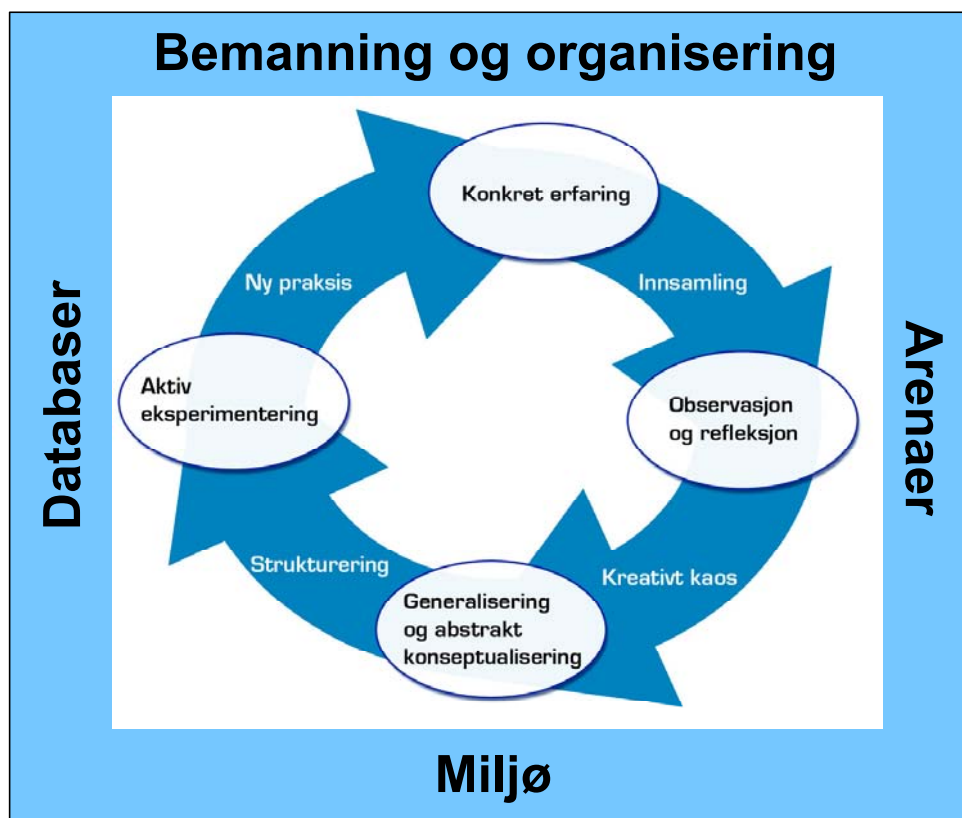 Bemanning og organisering
Konkret erfaring
Ny praksis
Innsamling
Databaser
Arenaer
Aktiv
eksperimentering
Observasjon
og refleksjon
Strukturering
Kreativt kaos
Generalisering
og abstrakt
konseptualisering
Miljø